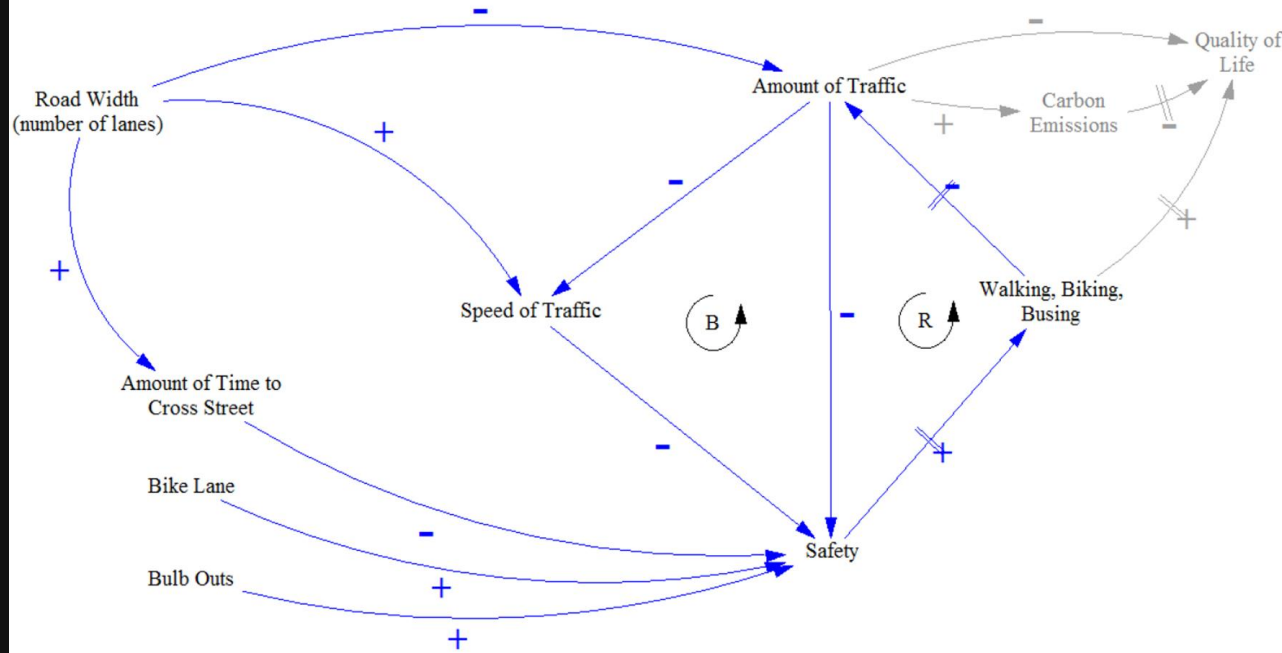 -
-
Quality of
Life
Amount of Traffic
Road Width
(number of lanes)
+
+
Carbon
Emissions
-
-
-
+
+
Walking, Biking,
Busing
Speed of Traffic
B
-
R
Amount of Time to
Cross Street
-
+
Bike Lane
-
+
Safety
Bulb Outs
+